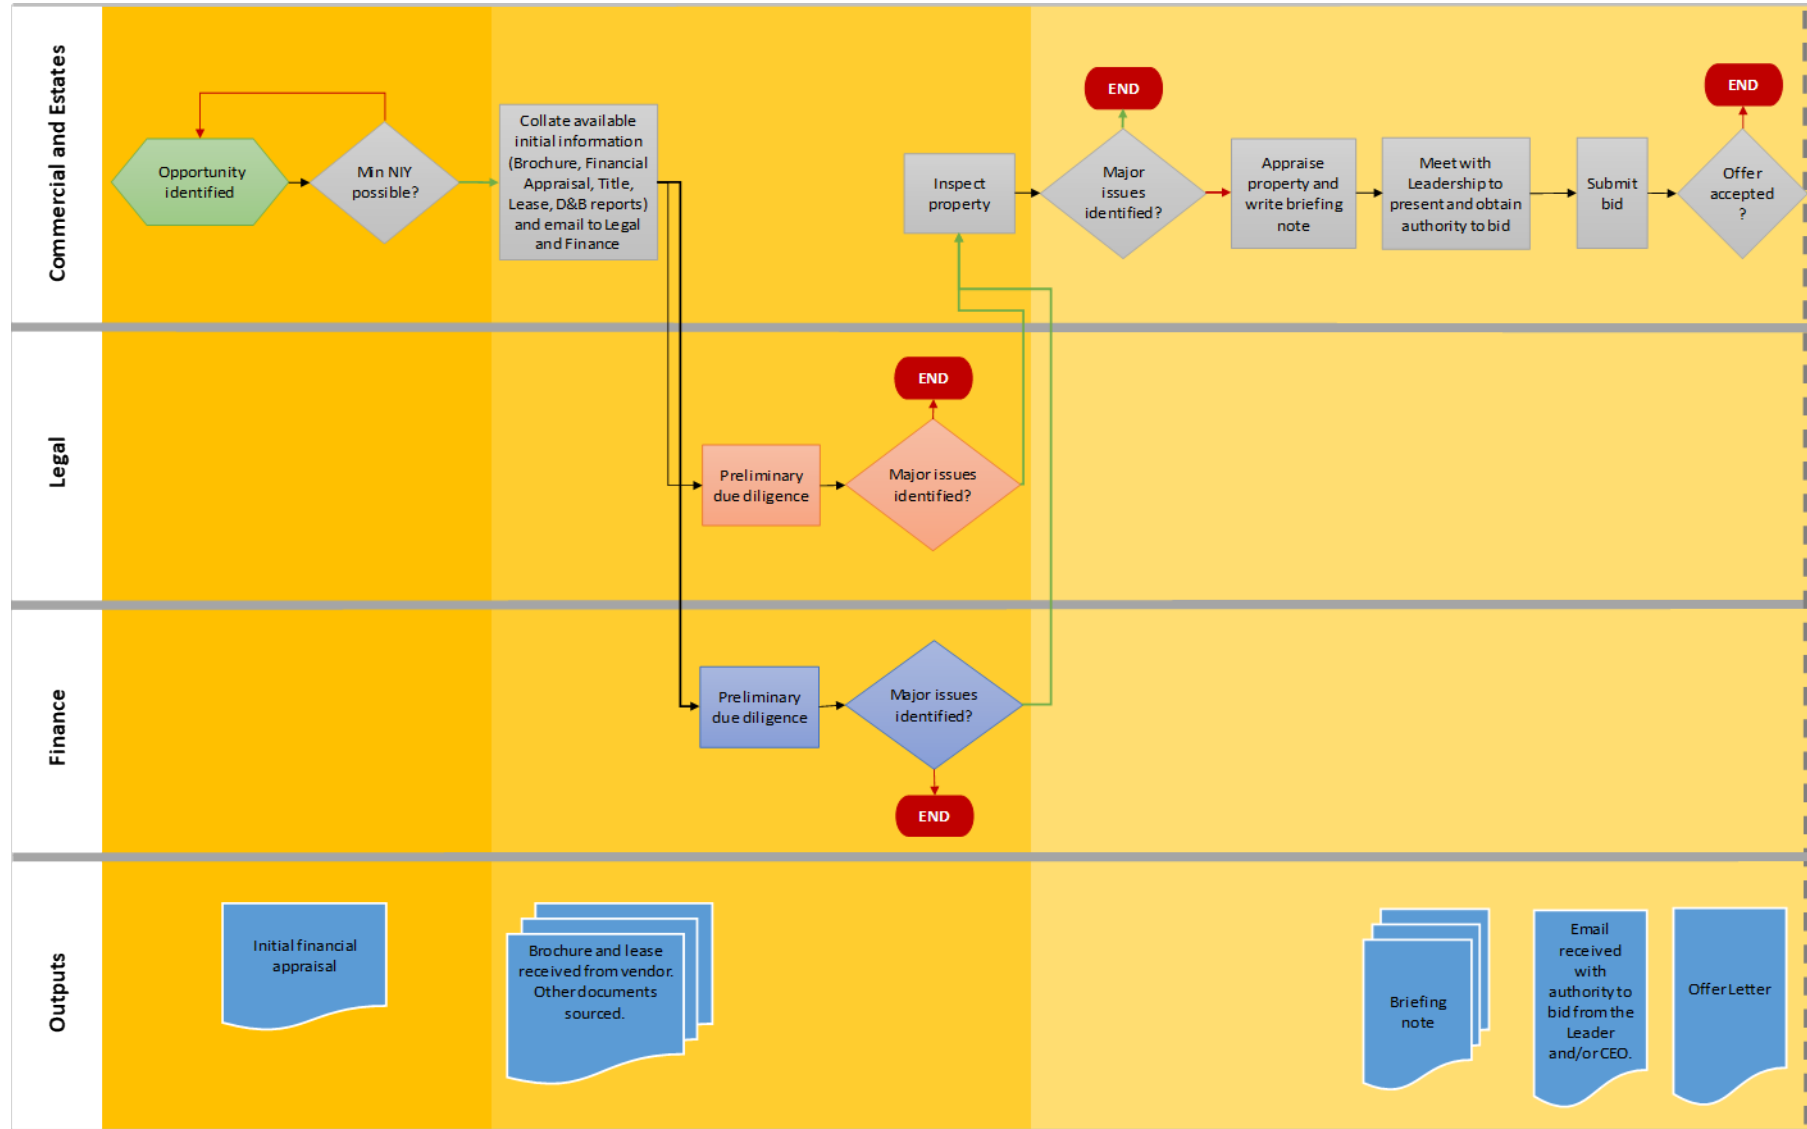 Commercial and Estates
Opportunity
identified
Min NIY
possible?
Collate available
initial information
(Brochure, Financial
Appraisal, Title,
Lease, D&B reports)
and email to Legal
and Finance
Inspect
property
END
Major
issues
identified?
Appraise
property and
write briefing
note
Meet with
Leadership to
present and obtain
authority to bid
Submit
bid
END
Offer
accepted
?
Legal
Preliminary
due diligence
END
Major issues
identified?
Finance
Preliminary
due diligence
Major issues
identified?
END
Outputs
Initial financial
appraisal
Brochure and lease
received from vendor.
Other documents
sourced.
Briefing
note
Email
received
with
authority to
bid from the
Leader
and/or CEO.
Offer Letter